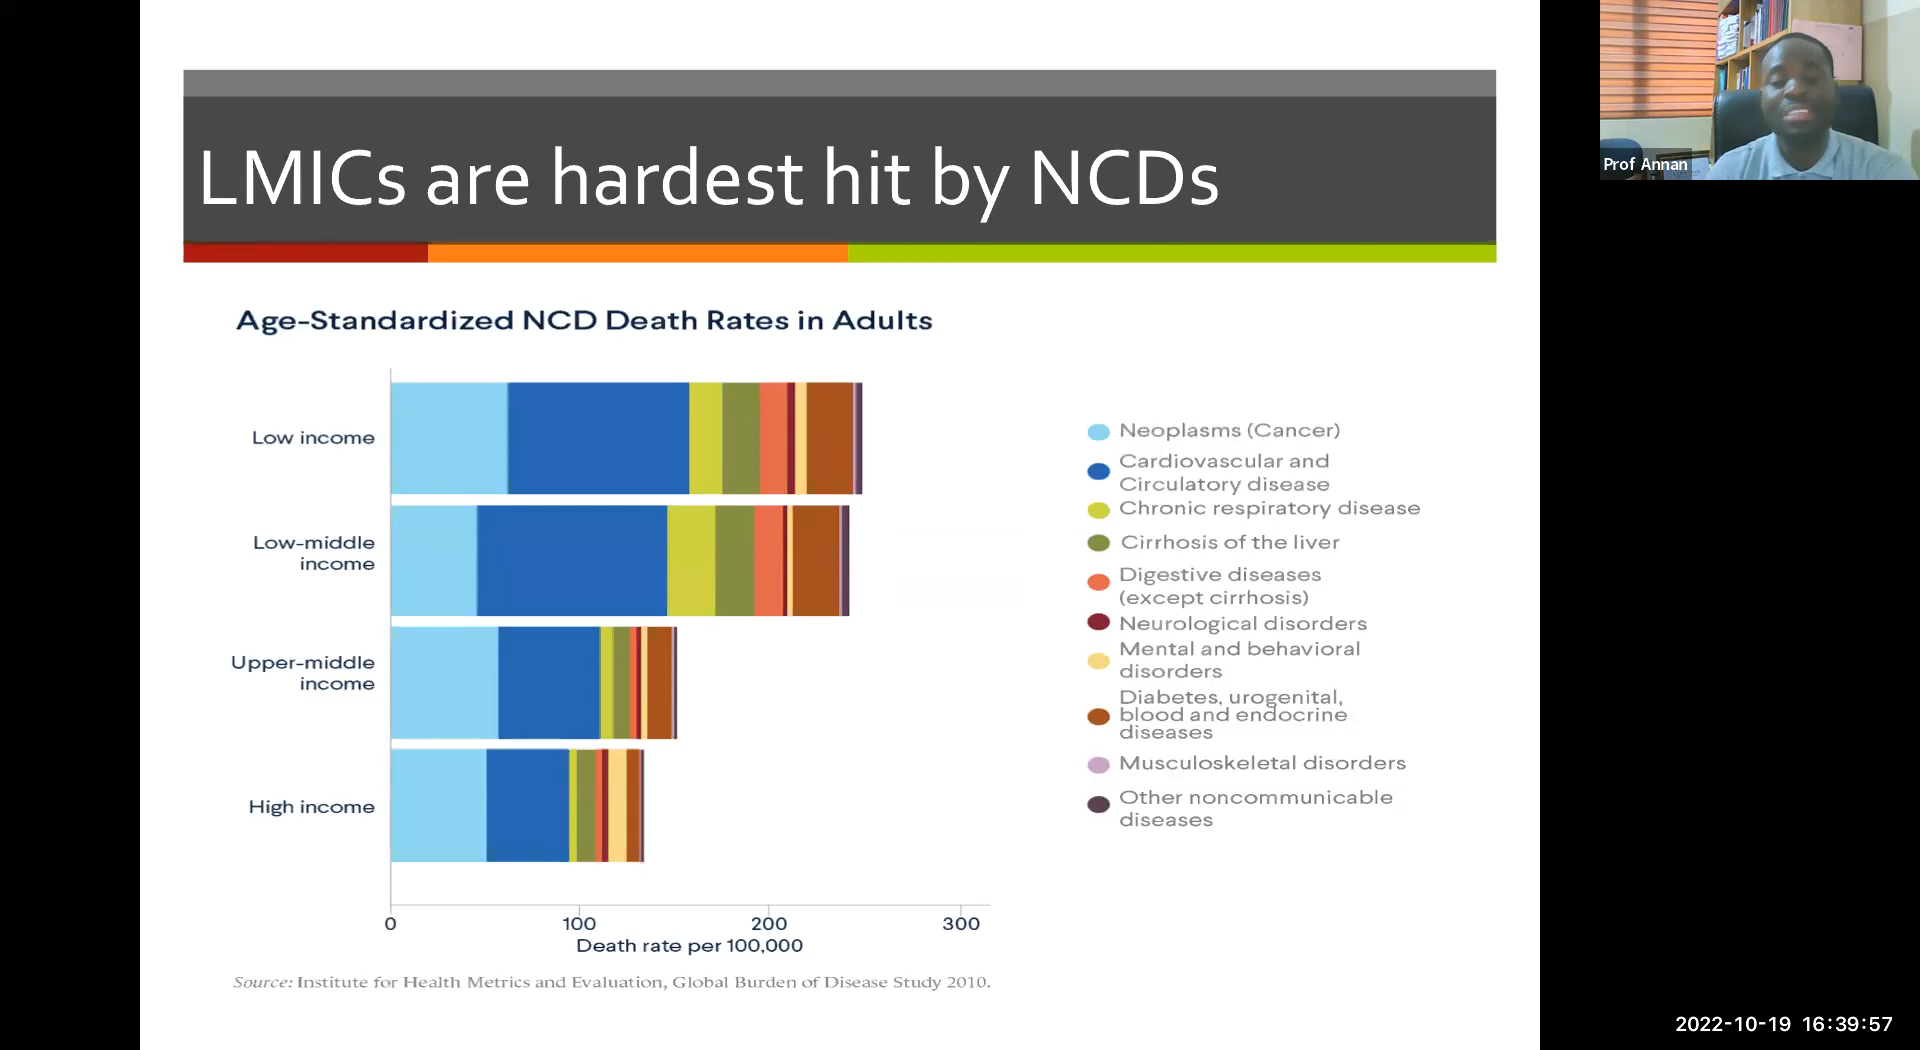 LMICs are hardest hit by NCDs
Prof Annan
Age-Standardized NCD Death Rates in Adults
Low income
Low-middle
income
Upper-middle
income
High income
Neoplasms (Cancer)
Cardiovascular and
Circulatory disease
Chronic respiratory disease
Cirrhosis of the liver
Digestive diseases
(except cirrhosis)
Neurological disorders
Mental and behavioral
disorders
Diabetes, urogenital,
blood and endocrine
diseases
Musculoskeletal disorders
Other noncommunicable
diseases
0 100 200 300
Death rate per 100,000
Source: Institute for Health Metrics and Evaluation, Global Burden of Disease Study 2010.
2022-10-19 16:39:57